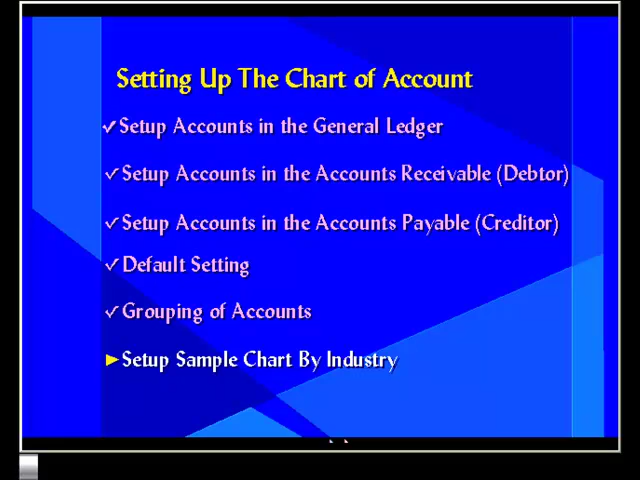 Setting Up The Chart of Account
✓Setup Accounts in the General Ledger
✓Setup Accounts in the Accounts Receivable (Debtor)
✓Setup Accounts in the Accounts Payable (Creditor)
✓Default Setting
✓Grouping of Accounts
►Setup Sample Chart By Industry